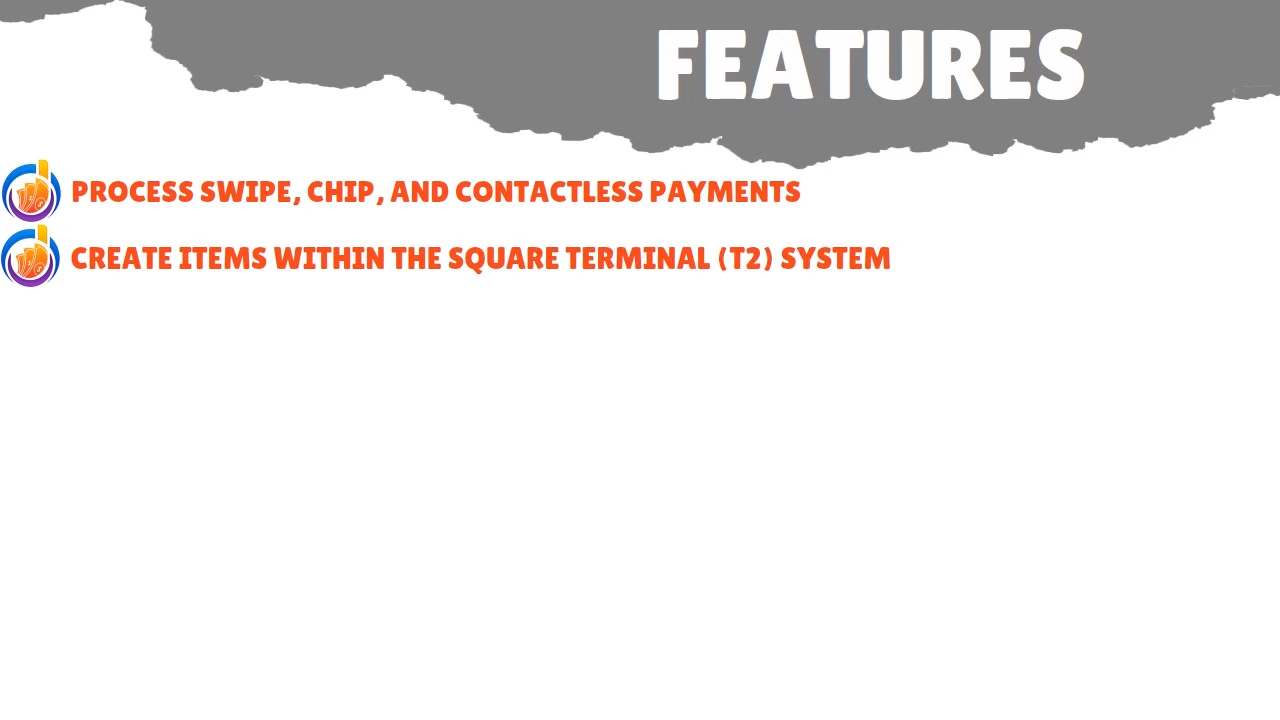 FEATURES
PROCESS SWIPE, CHIP, AND CONTACTLESS PAYMENTS
CREATE ITEMS WITHIN THE SQUARE TERMINAL (T2) SYSTEM